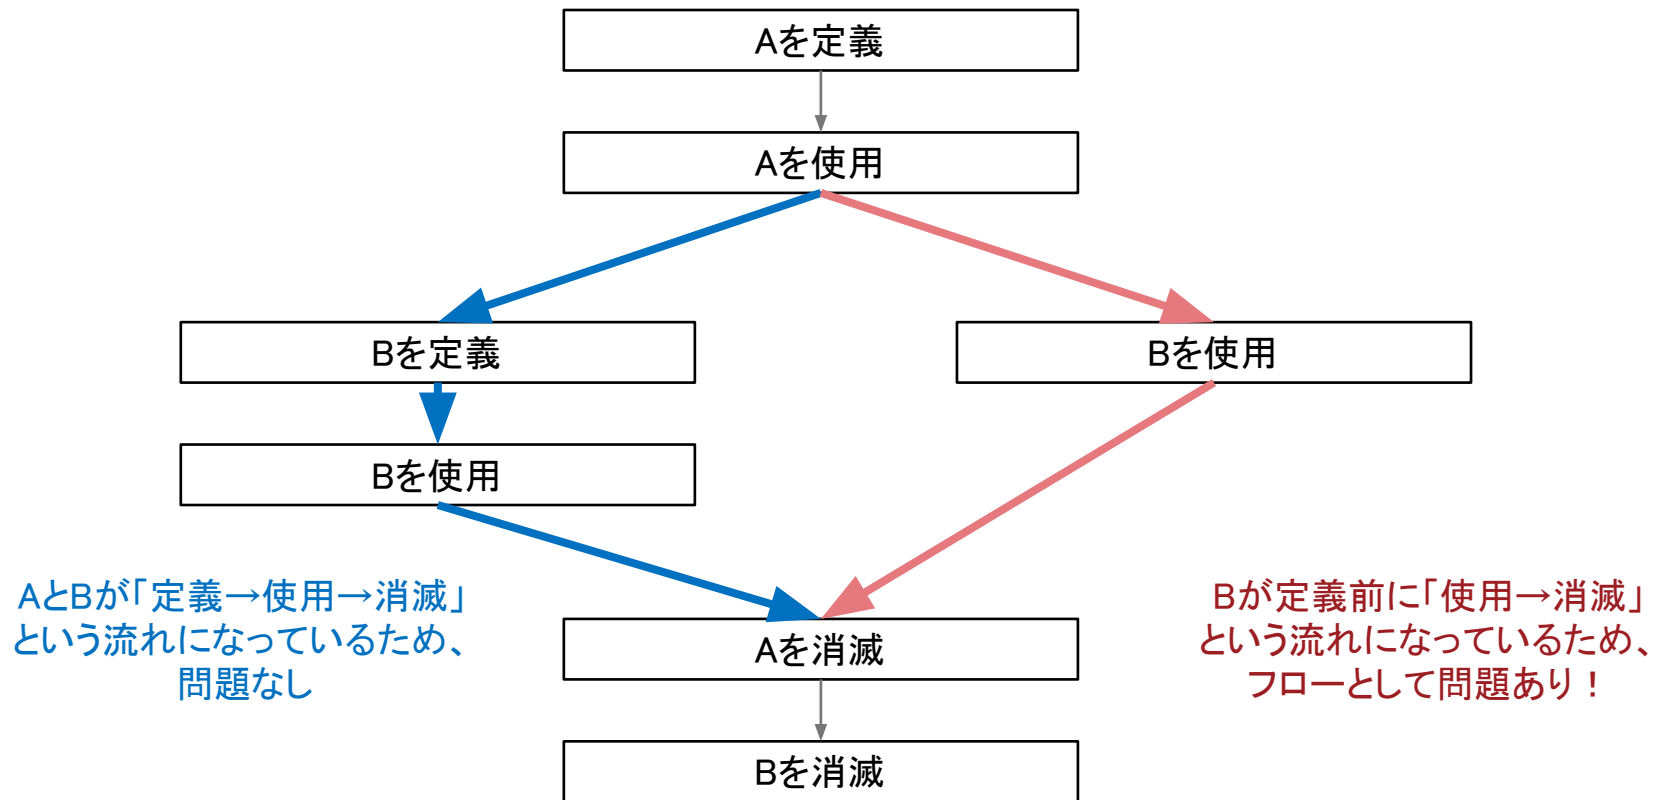 Aを定義
Aを使用
Bを定義
Bを使用
Bを使用
AとBが「定義→使用→消滅」
という流れになっているため、
問題なし
Bが定義前に「使用→消滅」
という流れになっているため、
フローとして問題あり！
Aを消滅
Bを消滅